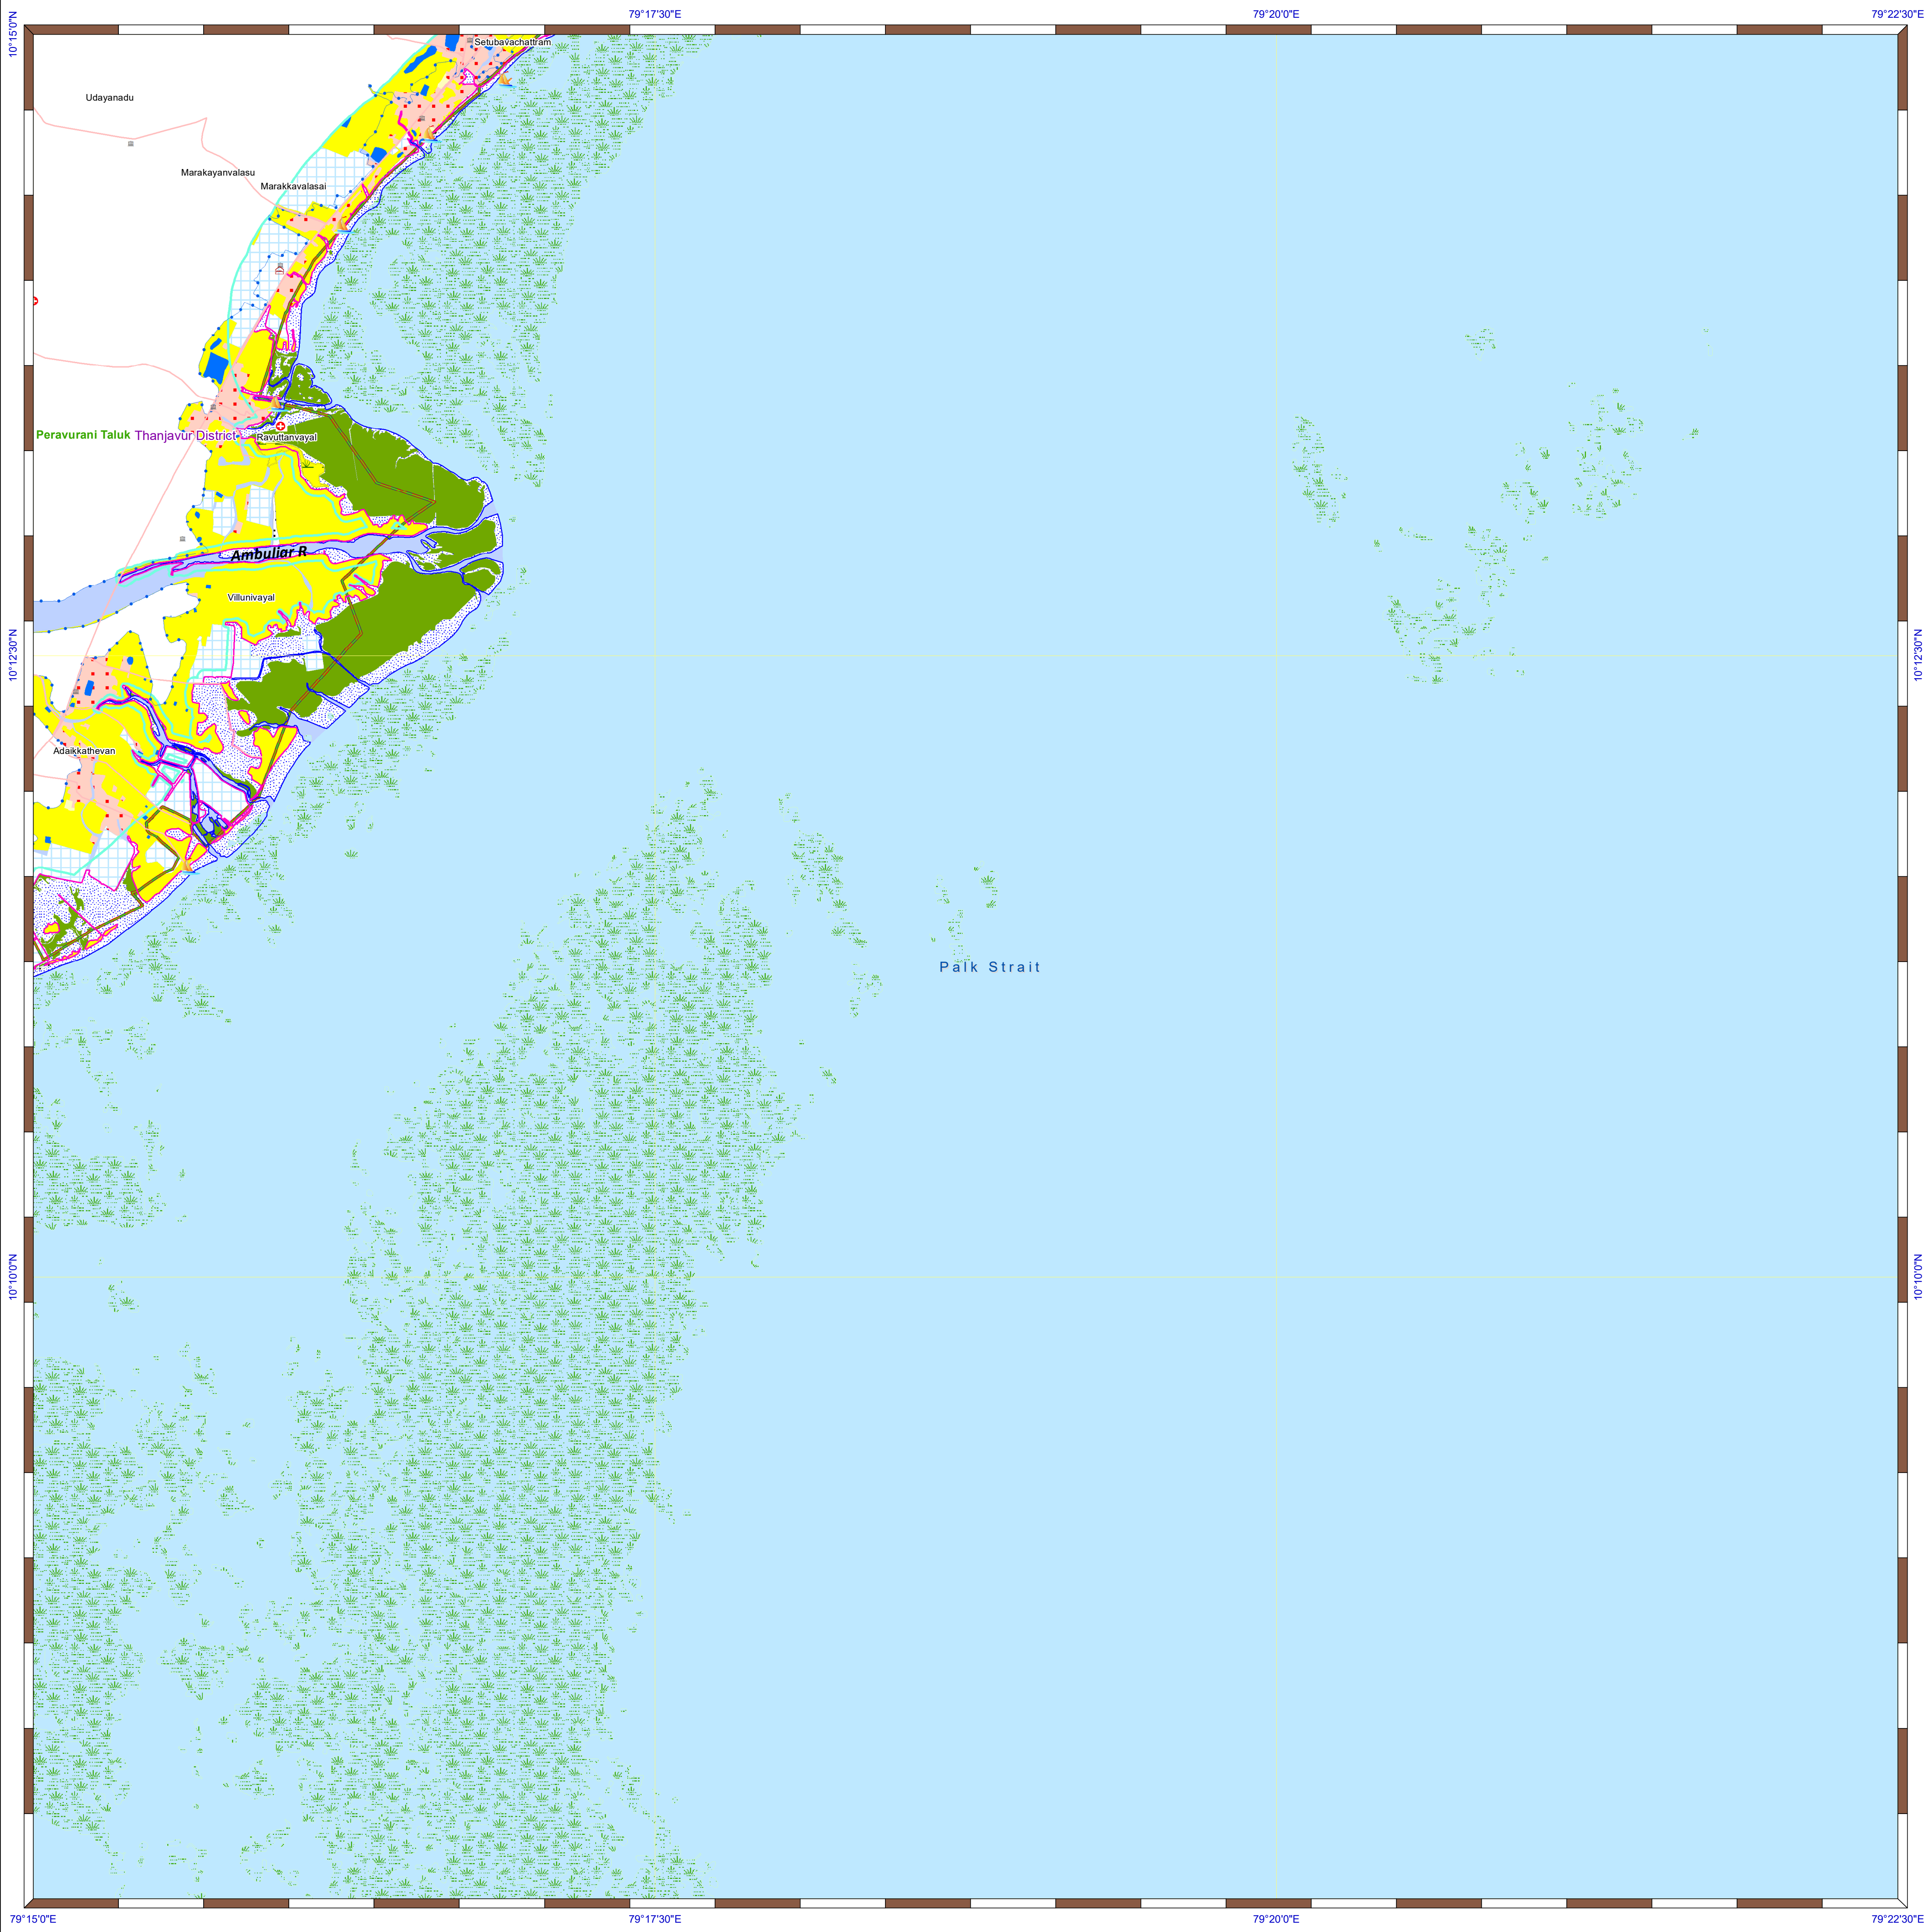 79°17'30"E
79°20'0"E
79°22'30"E
10°15'0"N
Setubavachattram
Udayanadu
Marakayanvalasu
Marakkavalasai
Peravurani Taluk
Thanjavur District
Ravuttanvayal
Ambuliar R
Villunivayal
10°12'30"N
10°12'30"N
Adaikkathevan
Palk Strait
10°10'0"N
10°10'0"N
79°15'0"E
79°17'30"E
79°20'0"E
79°22'30"E